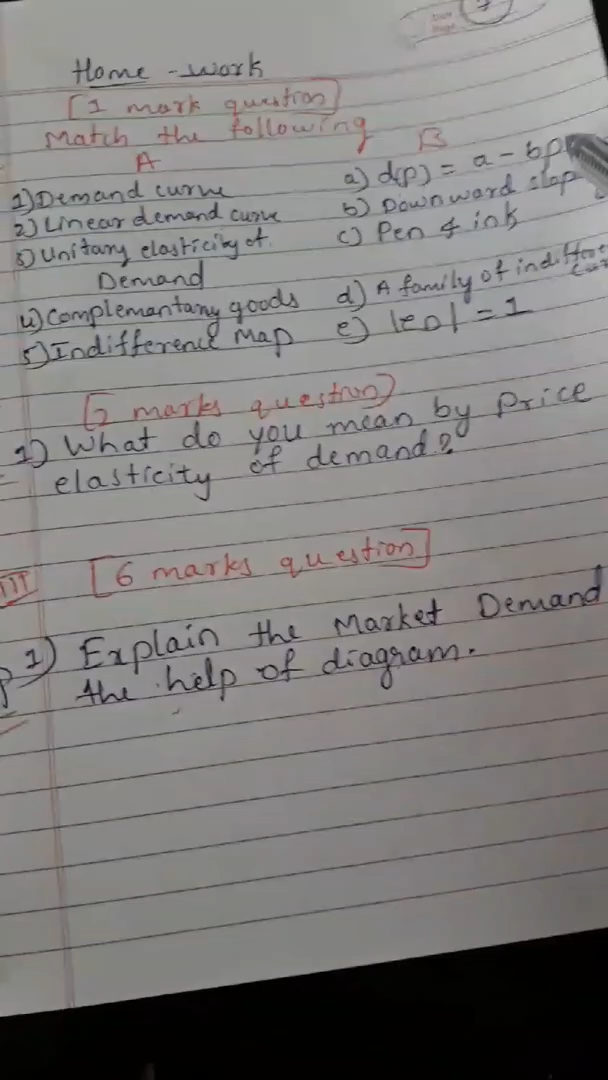 Home - work
[1 mark question]
Match the following
A B
1) Demand curve a) d(p) = a - bp
2) Linear demand curve b) Downward slop
3) Unitary elasticity of c) Pen & ink
Demand
4) Complemantary goods d) A family of
5) Indifference Map e) |eD| = 1
[2 marks question]
1) What do you mean by Price
elasticity of demand?
III [6 marks question]
1) Explain the Market Demand
the help of diagram.